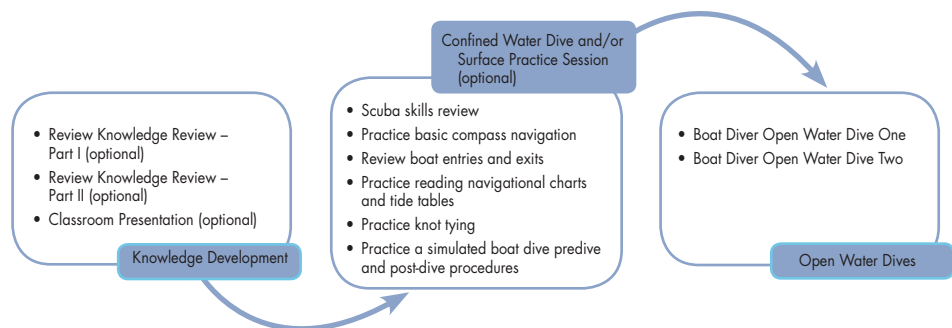 • Review Knowledge Review –
Part I (optional)
• Review Knowledge Review –
Part II (optional)
• Classroom Presentation (optional)
Knowledge Development
Confined Water Dive and/or
Surface Practice Session
(optional)
• Scuba skills review
• Practice basic compass navigation
• Review boat entries and exits
• Practice reading navigational charts
and tide tables
• Practice knot tying
• Practice a simulated boat dive predive
and post-dive procedures
• Boat Diver Open Water Dive One
• Boat Diver Open Water Dive Two
Open Water Dives